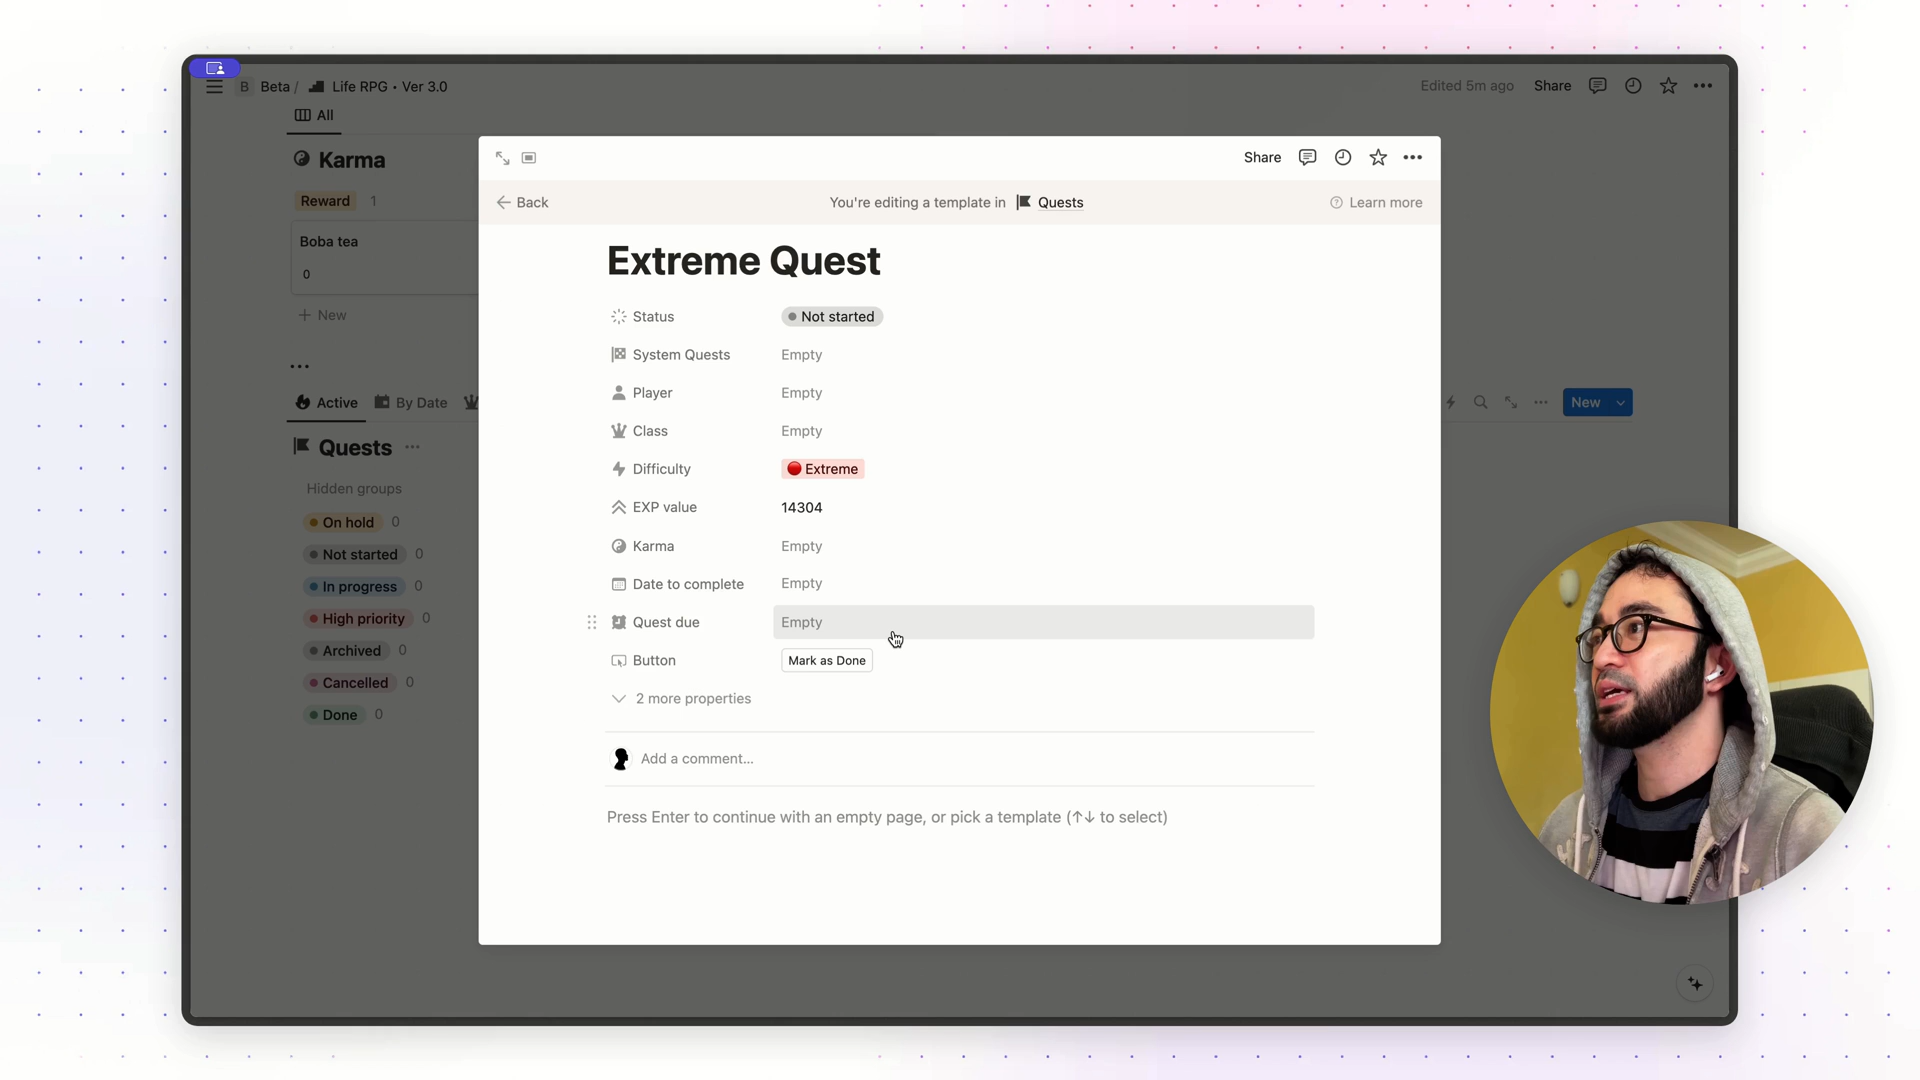 B Beta / Life RPG • Ver 3.0
Edited 5m ago Share
All
Karma
Reward 1
Boba tea
0
+ New
Active By Date
New
Quests
Hidden groups
On hold 0
Not started 0
In progress 0
High priority 0
Archived 0
Cancelled 0
Done 0
Share
← Back
You're editing a template in Quests
Learn more
Extreme Quest
Status Not started
System Quests Empty
Player Empty
Class Empty
Difficulty Extreme
EXP value 14304
Karma Empty
Date to complete Empty
Quest due Empty
Button Mark as Done
2 more properties
Add a comment...
Press Enter to continue with an empty page, or pick a template (↑↓ to select)